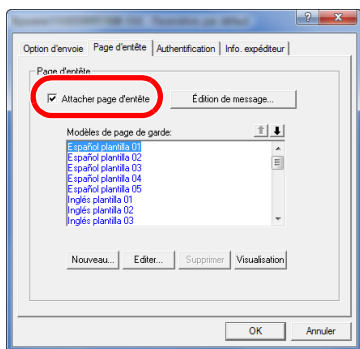 Option d'envoie Page d'entête Authentification Info. expéditeur
Page d'entête
Attacher page d'entête Édition de message...
Modèles de page de garde:
Español plantilla 01
Español plantilla 02
Español plantilla 03
Español plantilla 04
Español plantilla 05
Inglés plantilla 01
Inglés plantilla 02
Inglés plantilla 03
Nouveau... Editer... Supprimer Visualisation
OK Annuler